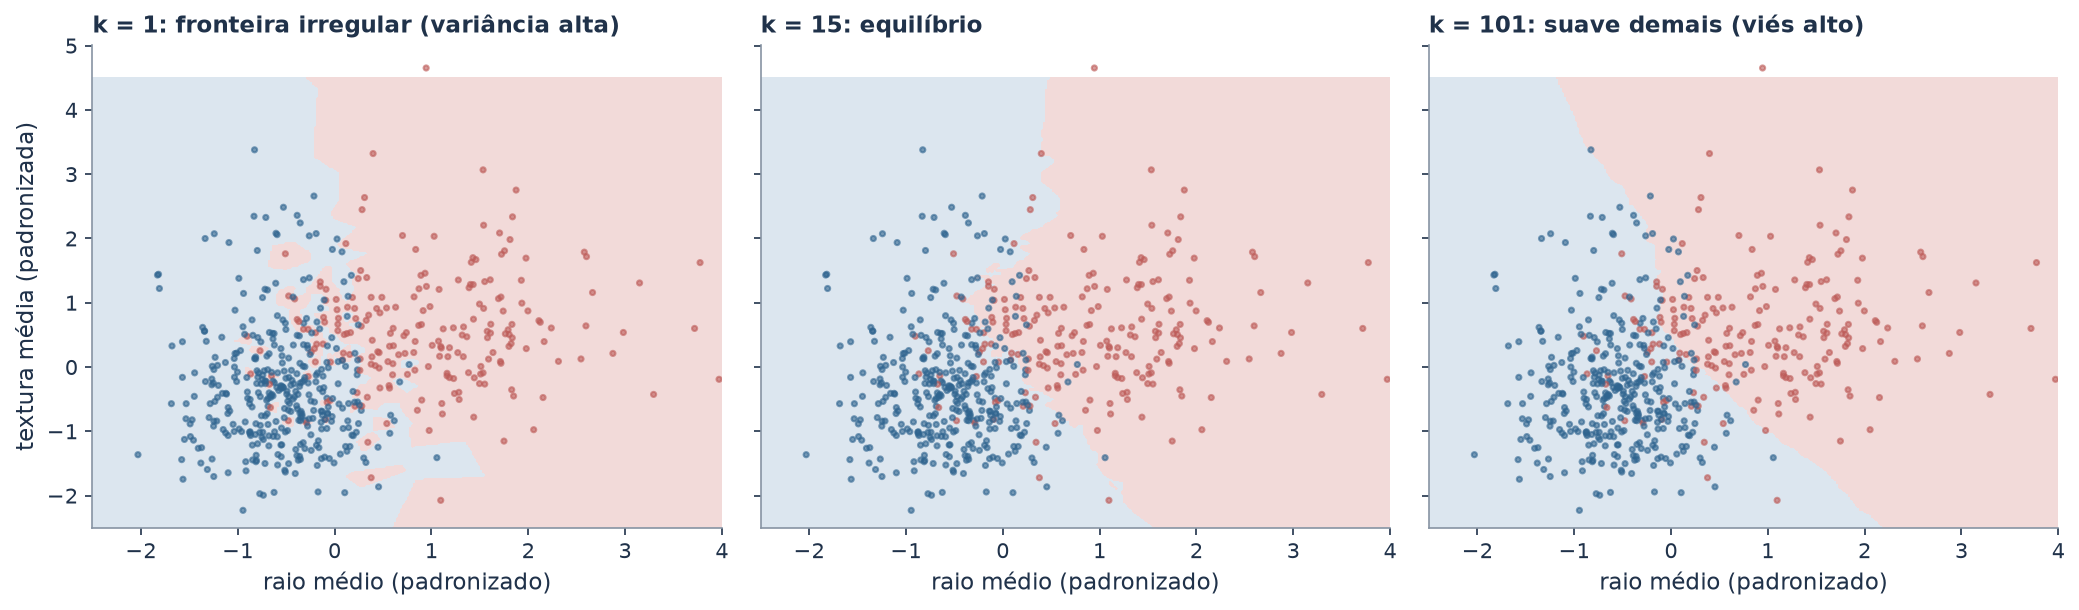 k = 1: fronteira irregular (variância alta)
k = 15: equilíbrio
k = 101: suave demais (viés alto)
textura média (padronizada)
5
4
3
2
1
0
−1
−2
−2 −1 0 1 2 3 4
−2 −1 0 1 2 3 4
−2 −1 0 1 2 3 4
raio médio (padronizado)
raio médio (padronizado)
raio médio (padronizado)